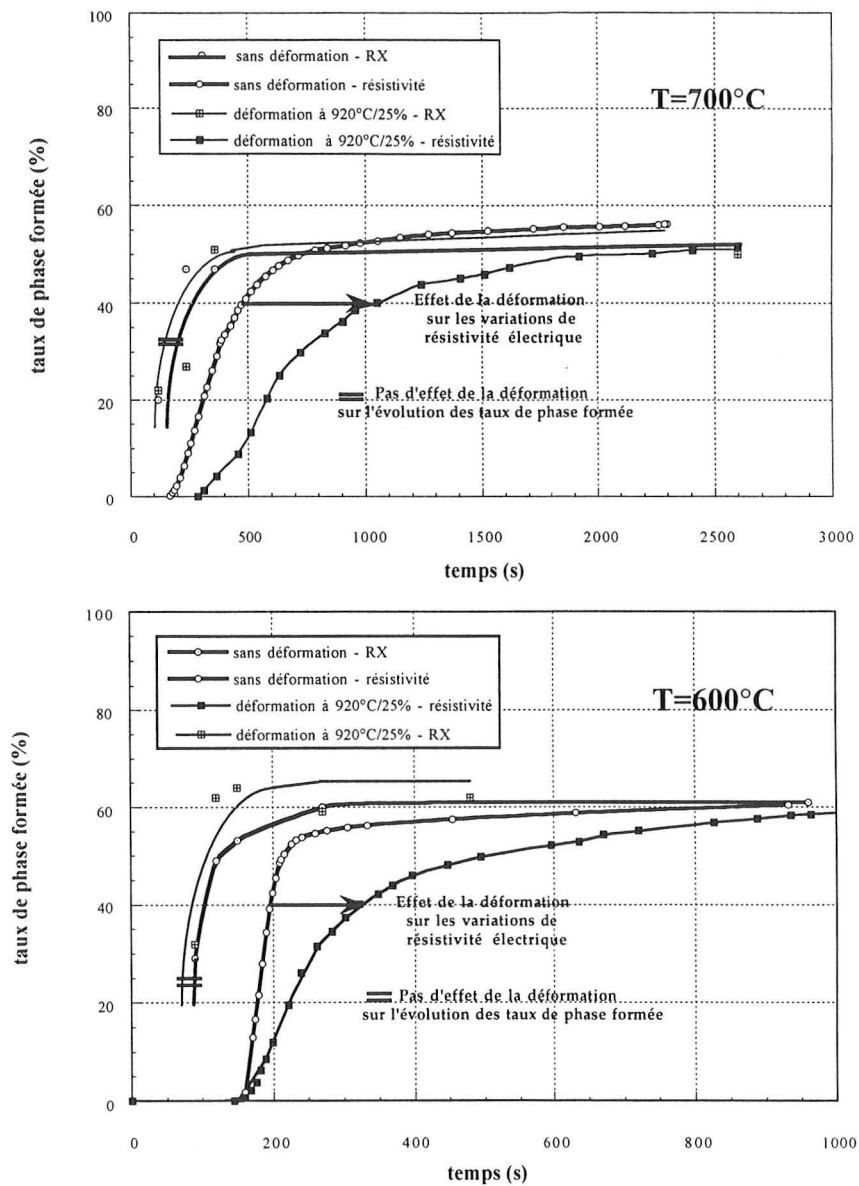 100
80
60
40
20
0
taux de phase formée (%)
sans déformation - RX
sans déformation - résistivité
déformation à 920°C/25% - RX
déformation à 920°C/25% - résistivité
T=700°C
Effet de la déformation
sur les variations de
résistivité électrique
Pas d'effet de la déformation
sur l'évolution des taux de phase formée
0
500
1000
1500
2000
2500
3000
temps (s)
100
80
60
40
20
0
taux de phase formée (%)
sans déformation - RX
sans déformation - résistivité
déformation à 920°C/25% - résistivité
déformation à 920°C/25% - RX
T=600°C
Effet de la déformation
sur les variations de
résistivité électrique
Pas d'effet de la déformation
sur l'évolution des taux de phase formée
0
200
400
600
800
1000
temps (s)